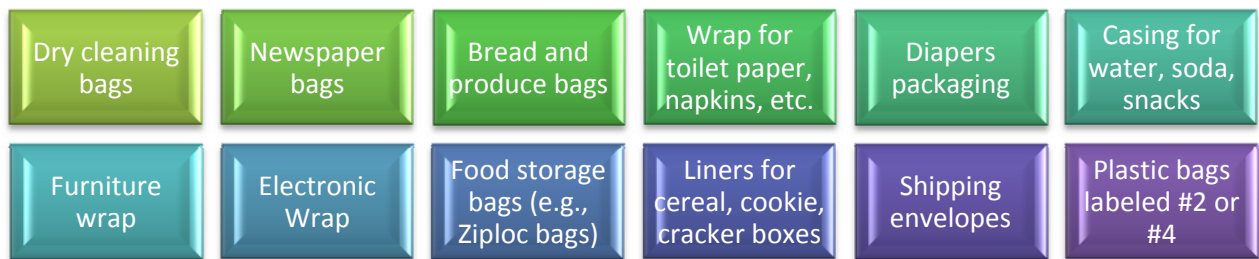 Dry cleaning
bags
Newspaper
bags
Bread and
produce bags
Wrap for
toilet paper,
napkins, etc.
Diapers
packaging
Casing for
water, soda,
snacks
Furniture
wrap
Electronic
Wrap
Food storage
bags (e.g.,
Ziploc bags)
Liners for
cereal, cookie,
cracker boxes
Shipping
envelopes
Plastic bags
labeled #2 or
#4